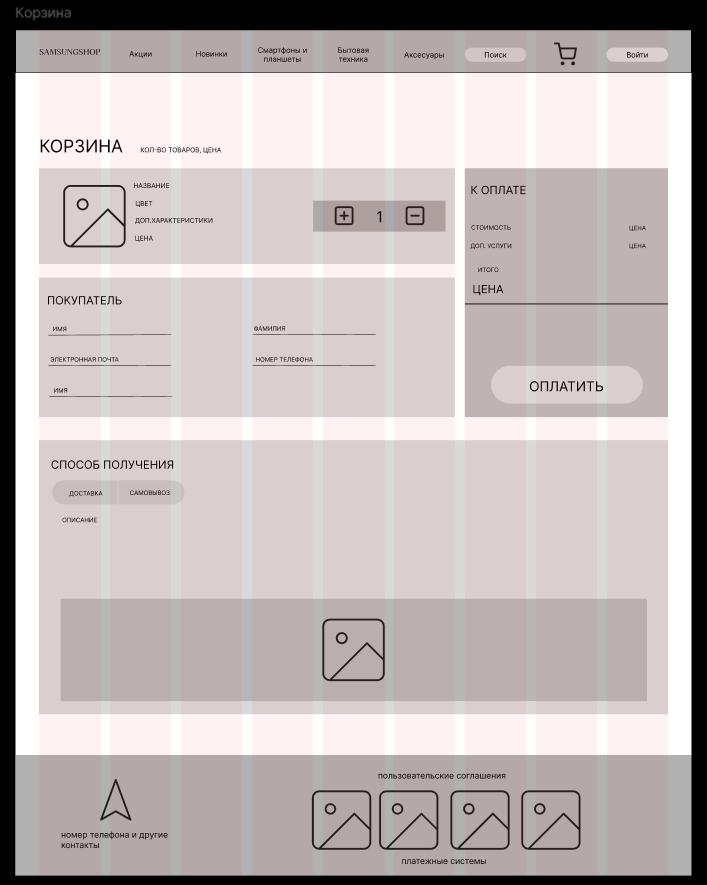 Корзина
SAMSUNGSHOP
Акции
Новинки
Смартфоны и
планшеты
Бытовая
техника
Аксесуары
Поиск
Войти
КОРЗИНА
КОЛ-ВО ТОВАРОВ, ЦЕНА
НАЗВАНИЕ
ЦВЕТ
ДОП.ХАРАКТЕРИСТИКИ
ЦЕНА
1
К ОПЛАТЕ
СТОИМОСТЬ ЦЕНА
ДОП. УСЛУГИ ЦЕНА
ИТОГО
ЦЕНА
ОПЛАТИТЬ
ПОКУПАТЕЛЬ
ИМЯ
ФАМИЛИЯ
ЭЛЕКТРОННАЯ ПОЧТА
НОМЕР ТЕЛЕФОНА
ИМЯ
СПОСОБ ПОЛУЧЕНИЯ
ДОСТАВКА
САМОВЫВОЗ
ОПИСАНИЕ
номер телефона и другие
контакты
пользовательские соглашения
платежные системы